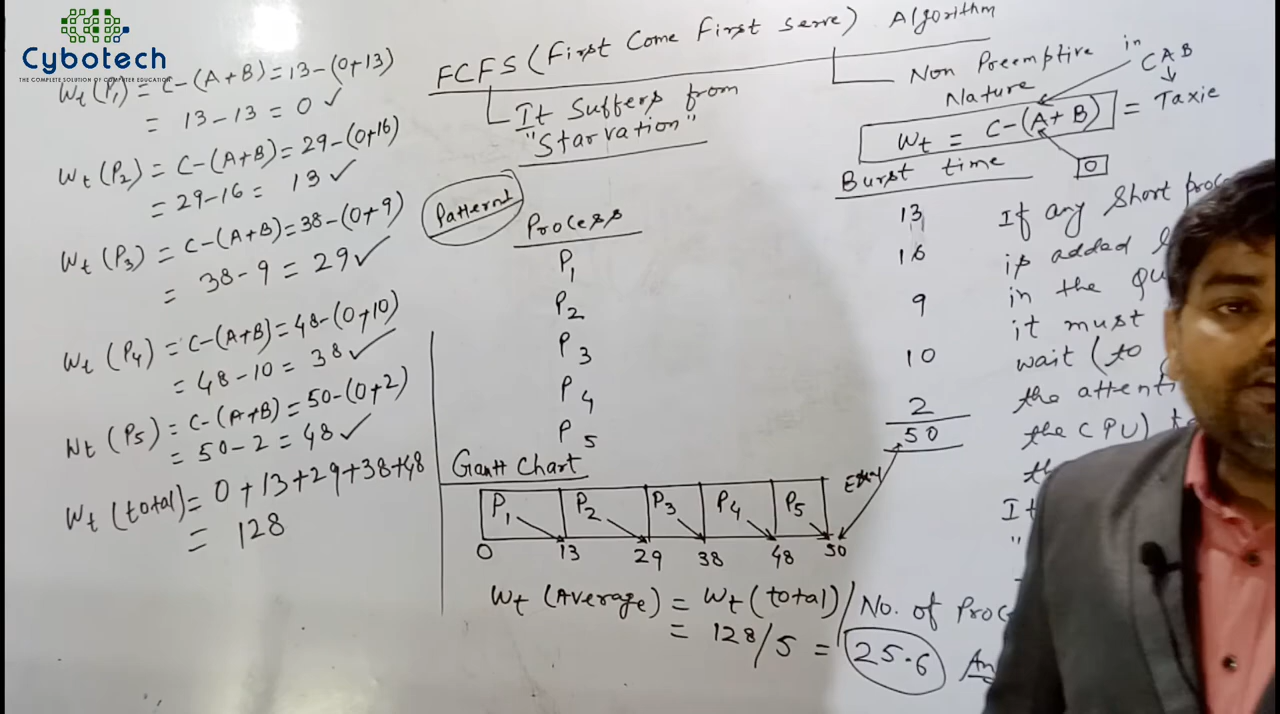 Cybotech
THE COMPLETE SOLUTION OF COMPUTER EDUCATION
Wt (P1) = C-(A+B) = 13-(0+13)
= 13-13 = 0 ✓
Wt (P2) = C-(A+B) = 29-(0+16)
= 29-16 = 13 ✓
Wt (P3) = C-(A+B) = 38-(0+9)
= 38-9 = 29 ✓
Wt (P4) = C-(A+B) = 48-(0+10)
= 48-10 = 38 ✓
Wt (P5) = C-(A+B) = 50-(0+2)
= 50-2 = 48 ✓
Wt (total) = 0+13+29+38+48
= 128
FCFS (First Come First Serve) Algorithm
It Suffers from
"Starvation"
Non Preemptive
Nature
in
CAB
Taxie
Wt = C-(A+B) =
0
Pattern1
Process
P1
P2
P3
P4
P5
Burst time
13
16
9
10
2
50
If any Short
is added
in the
it must
wait (to
the
the CPU)
It
"
Gantt Chart
P1 P2 P3 P4 P5
0 13 29 38 48 50
Wt (Average) = Wt (total) / No. of
= 128/5 = 25.6